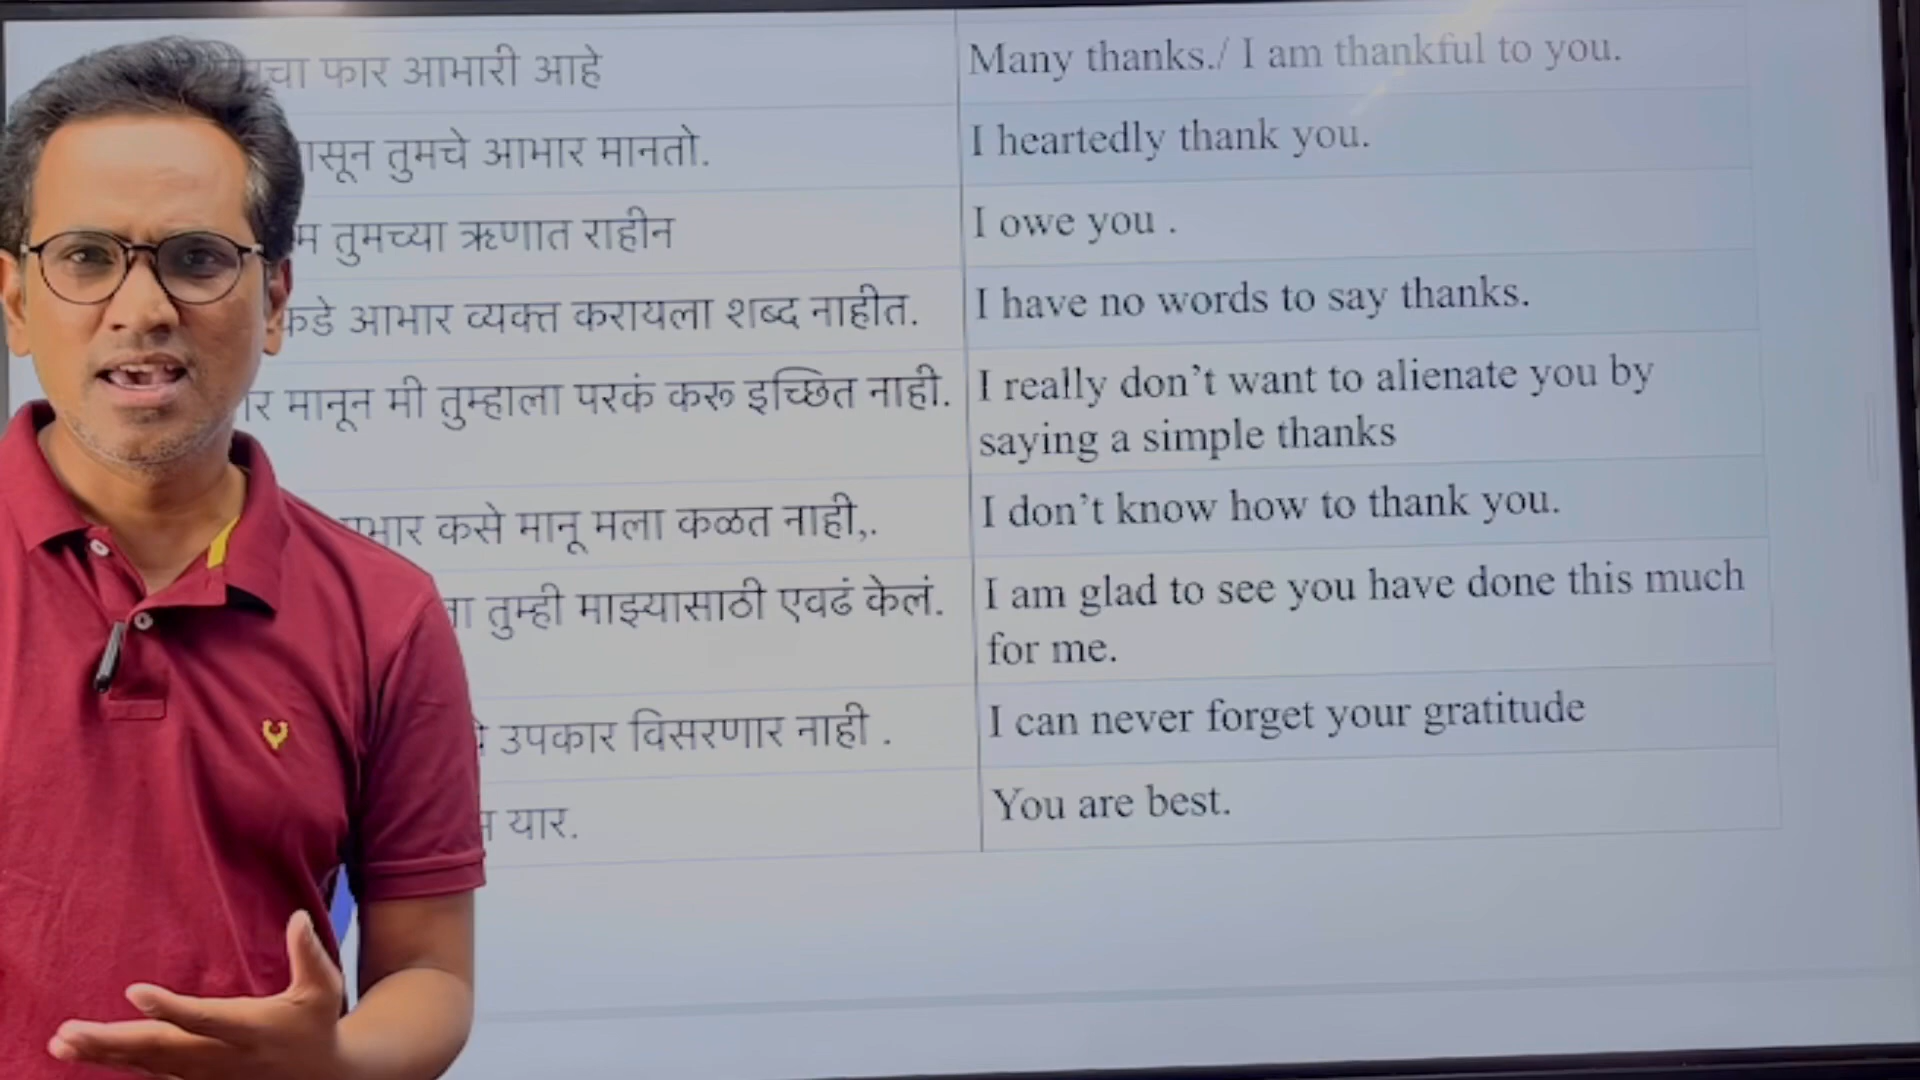 फार आभारी आहे
Many thanks./ I am thankful to you.
तुमचे आभार मानतो.
I heartedly thank you.
तुमच्या ऋणात राहीन
I owe you .
आभार व्यक्त करायला शब्द नाहीत.
I have no words to say thanks.
मानून मी तुम्हाला परकं करू इच्छित नाही.
I really don’t want to alienate you by
saying a simple thanks
कसे मानू मला कळत नाही,.
I don’t know how to thank you.
तुम्ही माझ्यासाठी एवढं केलं.
I am glad to see you have done this much
for me.
उपकार विसरणार नाही .
I can never forget your gratitude
यार.
You are best.